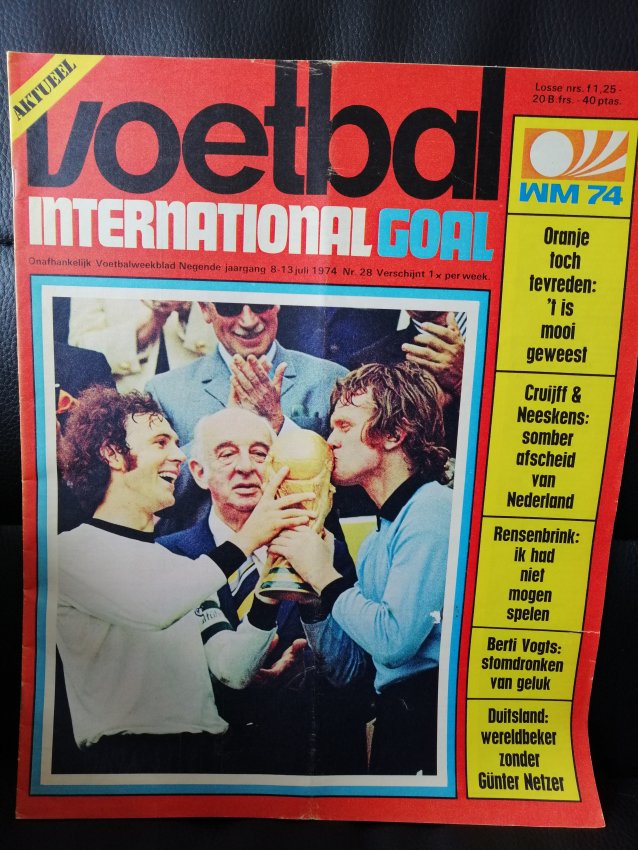 AKTUEEL
voetbal
INTERNATIONAL GOAL
Onafhankelijk Voetbalweekblad Negende jaargang 8-13 juli 1974 Nr. 28 Verschijnt 1x per week.
Losse nrs. f.1,25 -
20 B.frs. - 40 ptas.
WM 74
Oranje
toch
tevreden:
't is
mooi
geweest
Cruijff &
Neeskens:
somber
afscheid
van
Nederland
Rensenbrink:
ik had
niet
mogen
spelen
Berti Vogts:
stomdronken
van geluk
Duitsland:
wereldbeker
zonder
Günter Netzer